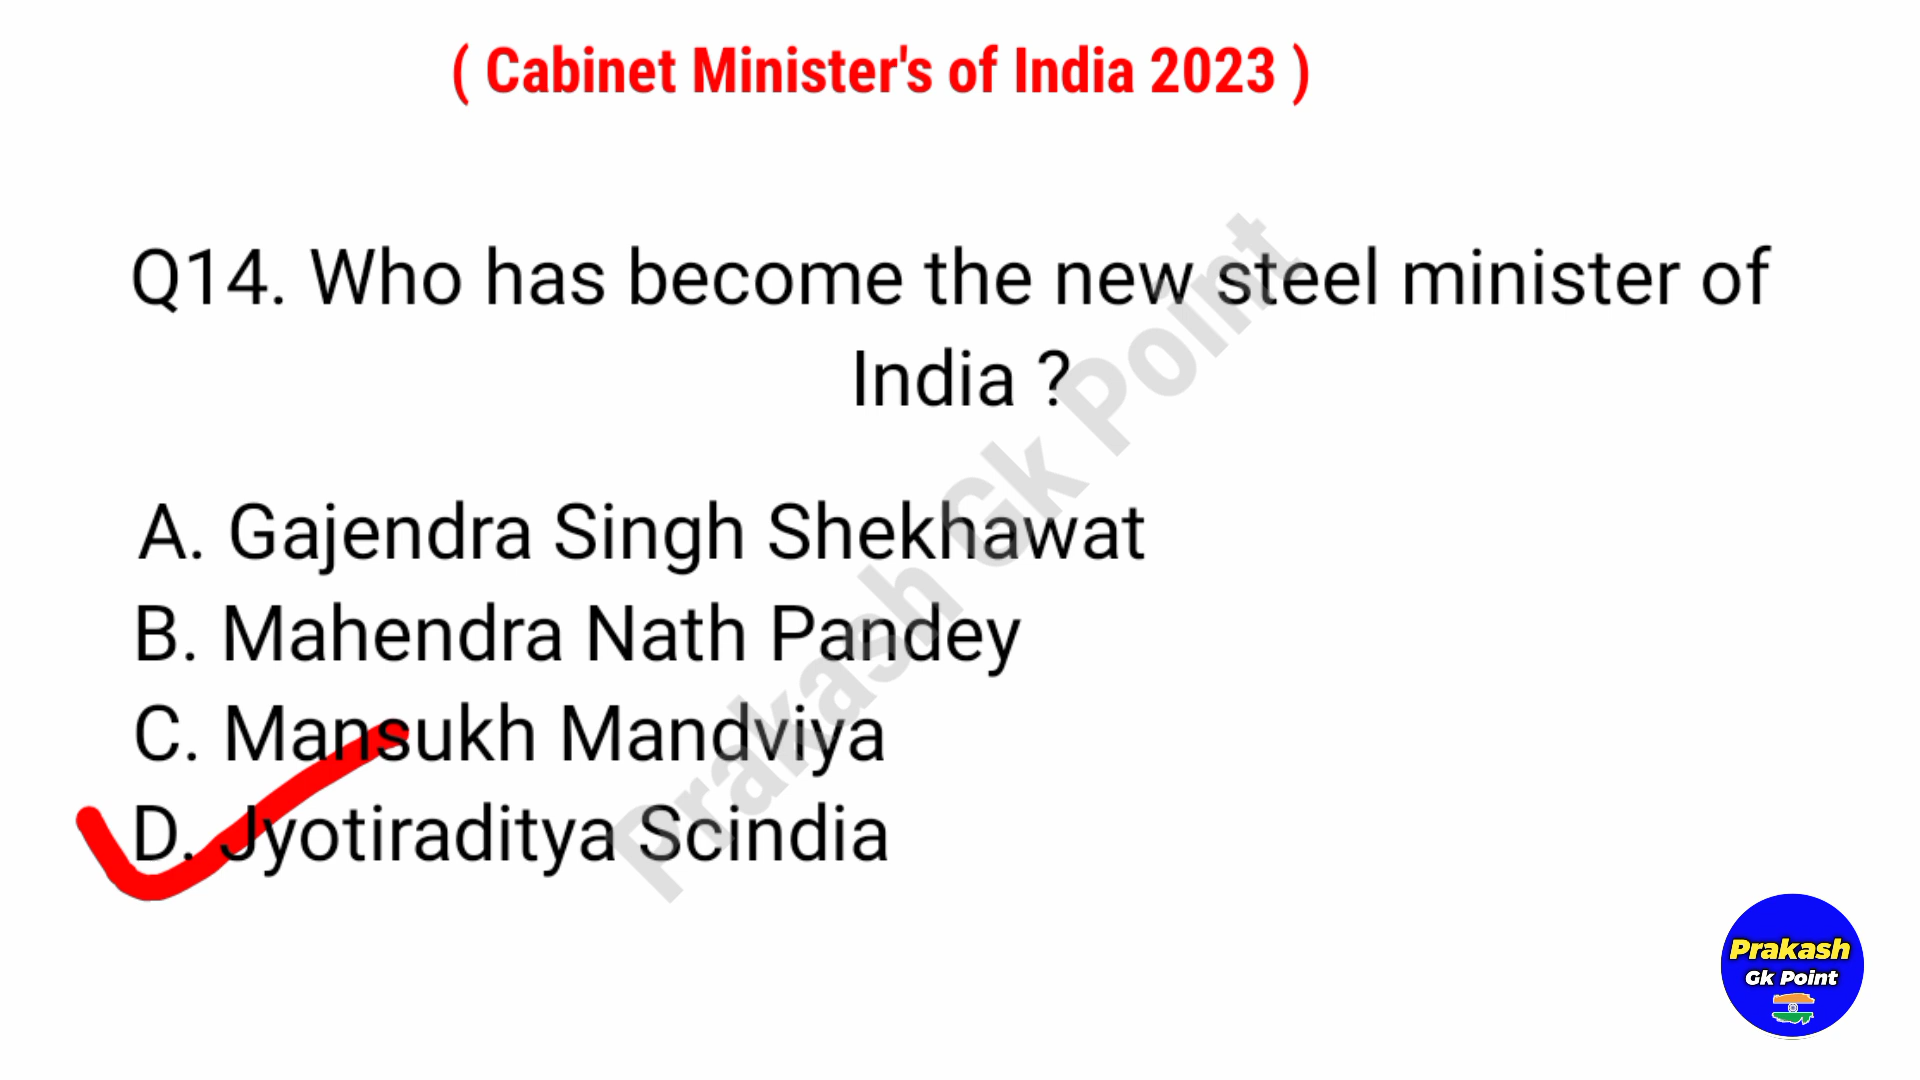 ( Cabinet Minister's of India 2023 )
Q14. Who has become the new steel minister of
India ?
A. Gajendra Singh Shekhawat
B. Mahendra Nath Pandey
C. Mansukh Mandviya
D. Jyotiraditya Scindia
Prakash Gk Point
Prakash
Gk Point